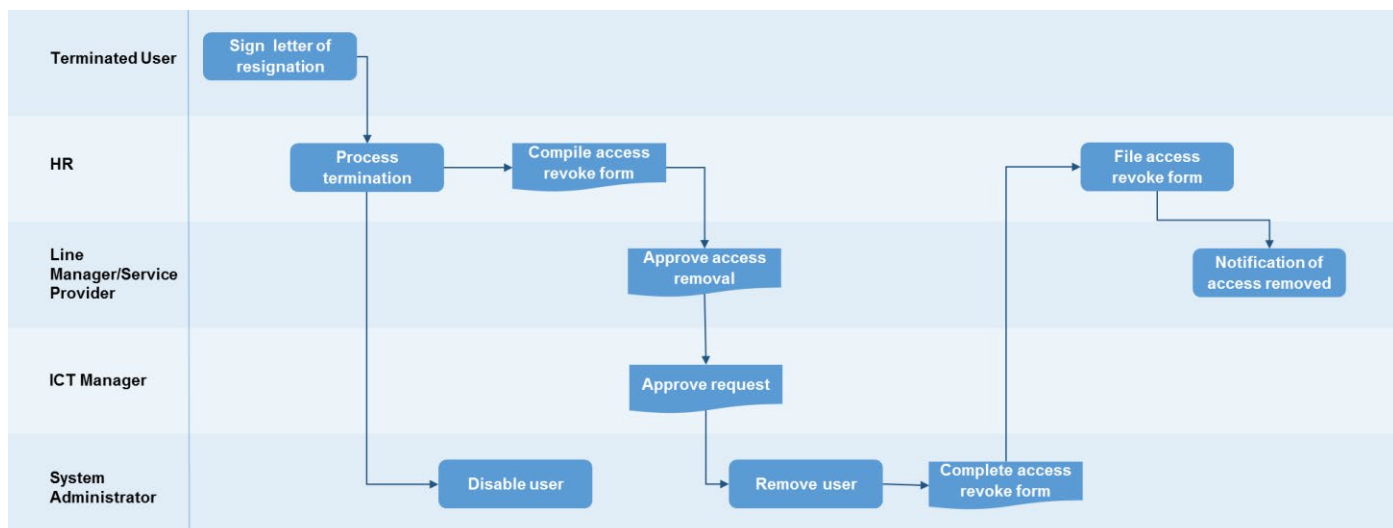 Terminated User
Sign letter of
resignation
HR
Process
termination
Compile access
revoke form
File access
revoke form
Line
Manager/Service
Provider
Approve access
removal
Notification of
access removed
ICT Manager
Approve request
System
Administrator
Disable user
Remove user
Complete access
revoke form